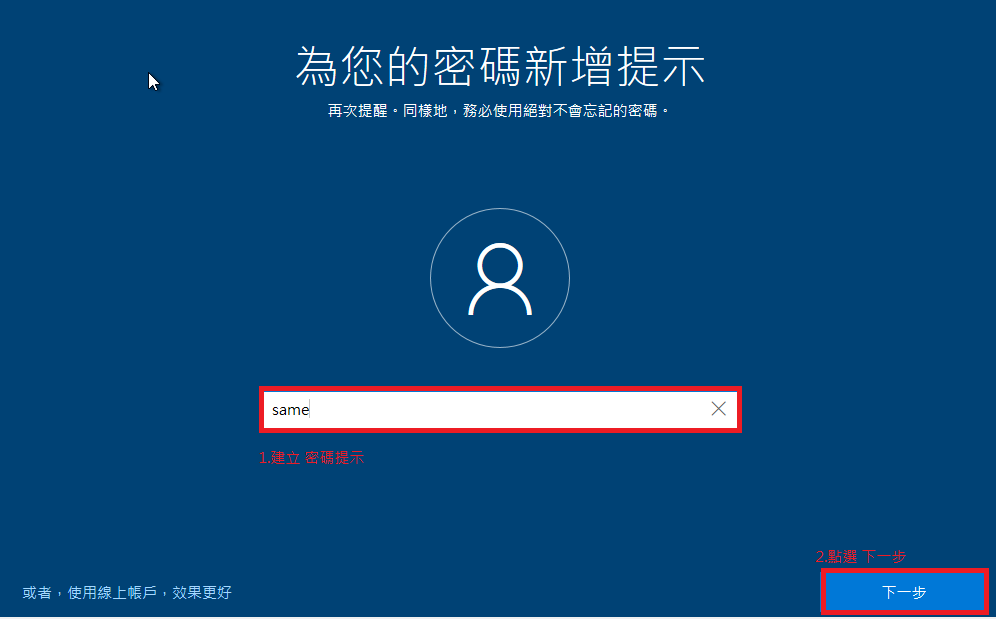 為您的密碼新增提示
再次提醒。同樣地，務必使用絕對不會忘記的密碼。
same
1.建立 密碼提示
2.點選 下一步
或者，使用線上帳戶，效果更好
下一步